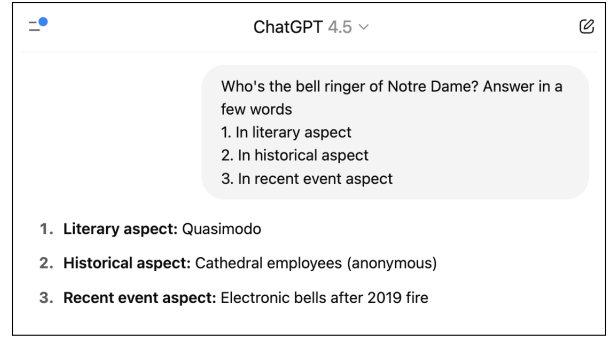 ChatGPT 4.5
Who's the bell ringer of Notre Dame? Answer in a
few words
1. In literary aspect
2. In historical aspect
3. In recent event aspect
1. Literary aspect: Quasimodo
2. Historical aspect: Cathedral employees (anonymous)
3. Recent event aspect: Electronic bells after 2019 fire